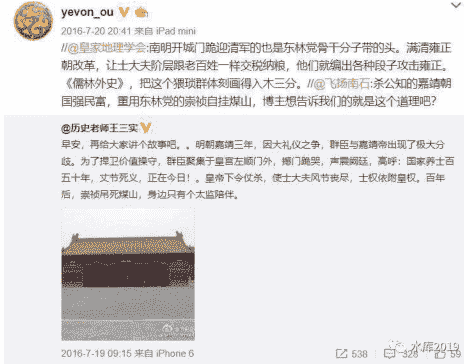 yevon_ou
2016-7-20 20:41 来自 iPad mini
//@皇家地理学会:南明开城门跪迎清军的也是东林党骨干分子带的头。满清雍正
朝改革，让士大夫阶层跟老百姓一样交税纳粮，他们就编出各种段子攻击雍正。
《儒林外史》，把这个猥琐群体刻画得入木三分。//@飞扬南石:杀公知的嘉靖朝
国强民富，重用东林党的崇祯自挂煤山，博主想告诉我们的就是这个道理吧？
@历史老师王三实
早安，再给大家讲个故事吧。。明朝嘉靖三年，因大礼仪之争，群臣与嘉靖帝出现了极大分
歧。为了捍卫价值操守，群臣聚集于皇宫左顺门外，撼门跪哭，声震阙廷，高呼：国家养士百
五十年，丈节死义，正在今日！。皇帝下令仗杀，使士大夫风节丧尽，士权依附皇权。百年
后，崇祯吊死煤山，身边只有个太监陪伴。
2016-7-19 09:15 来自 iPhone 6
538
328
59
水库2019